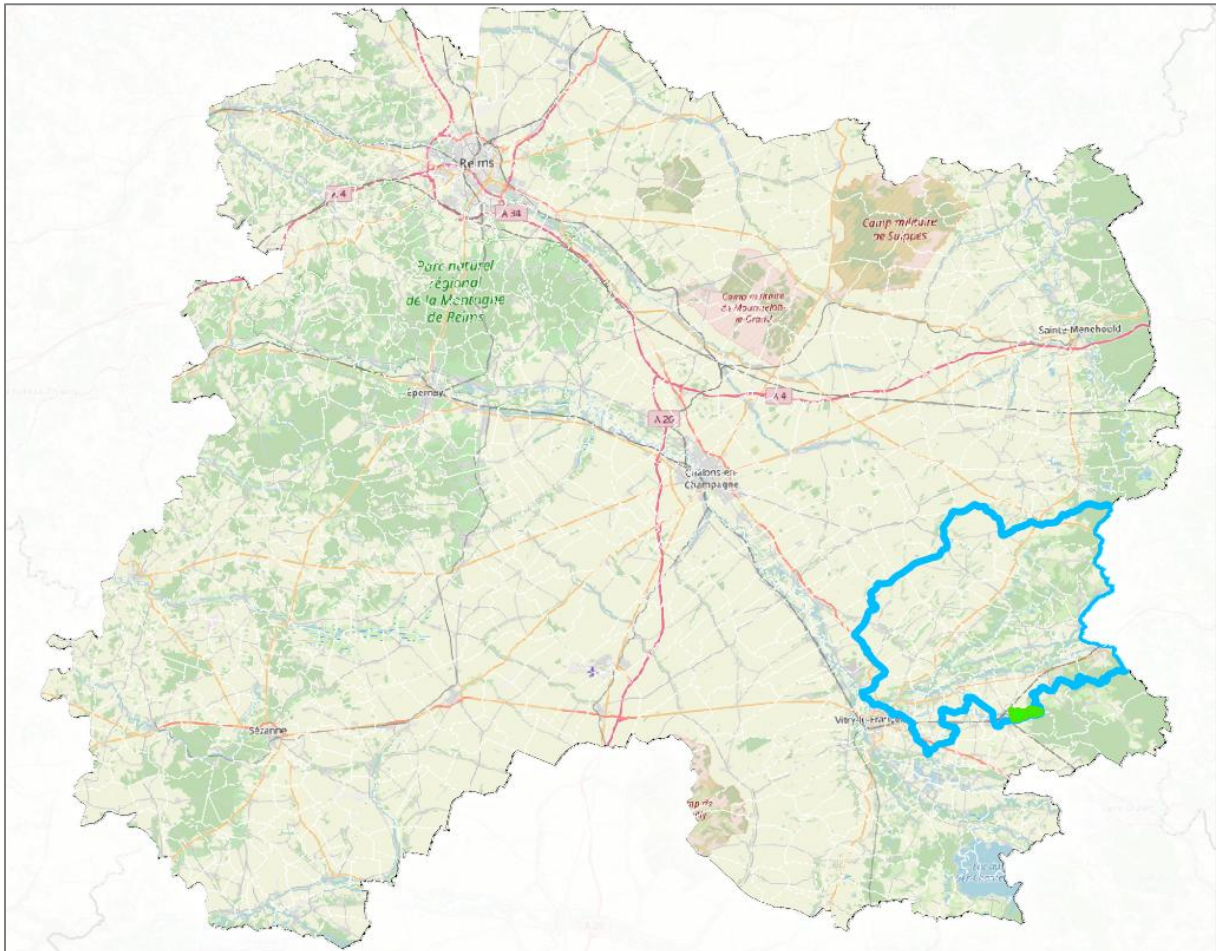 Reims
A 4
A 34
Camp militaire
de Suippes
Parc naturel
régional
de la Montagne
de Reims
Camp militaire
de Mourmelon-
le-Grand
Sainte-Menehould
Épernay
A 4
A 26
Châlons-en-
Champagne
Vitry-le-François
Sézanne